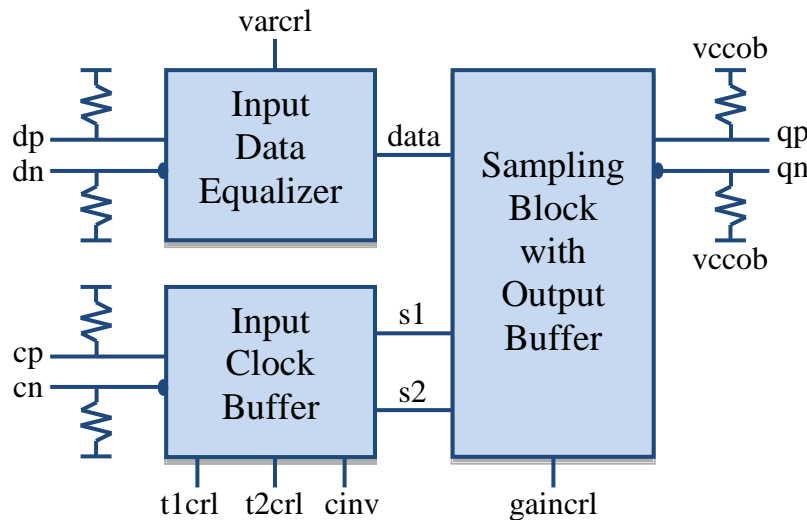 varcrl
vccob
dp
dn
Input
Data
Equalizer
data
Sampling
Block
with
Output
Buffer
qp
qn
vccob
cp
cn
Input
Clock
Buffer
s1
s2
t1crl
t2crl
cinv
gaincrl